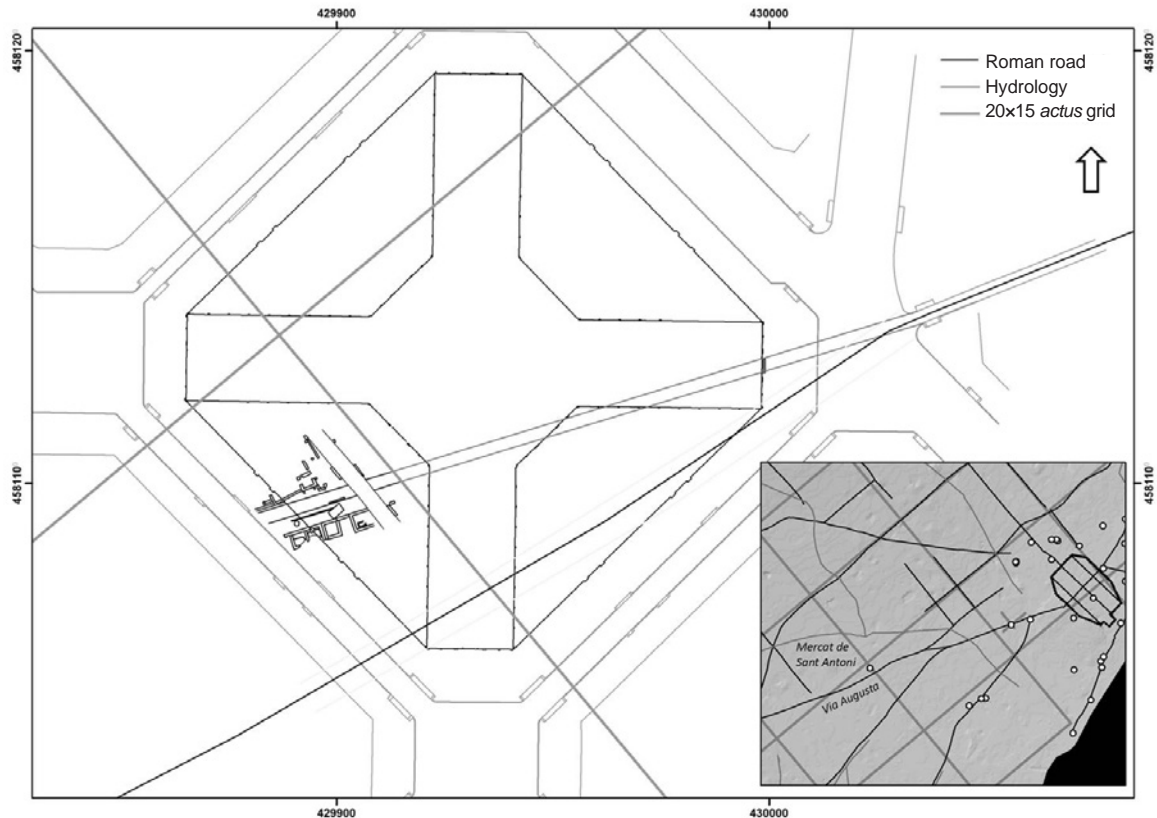 429900
430000
458120
458120
Roman road
Hydrology
20×15 actus grid
458110
458110
Mercat de
Sant Antoni
Via Augusta
429900
430000